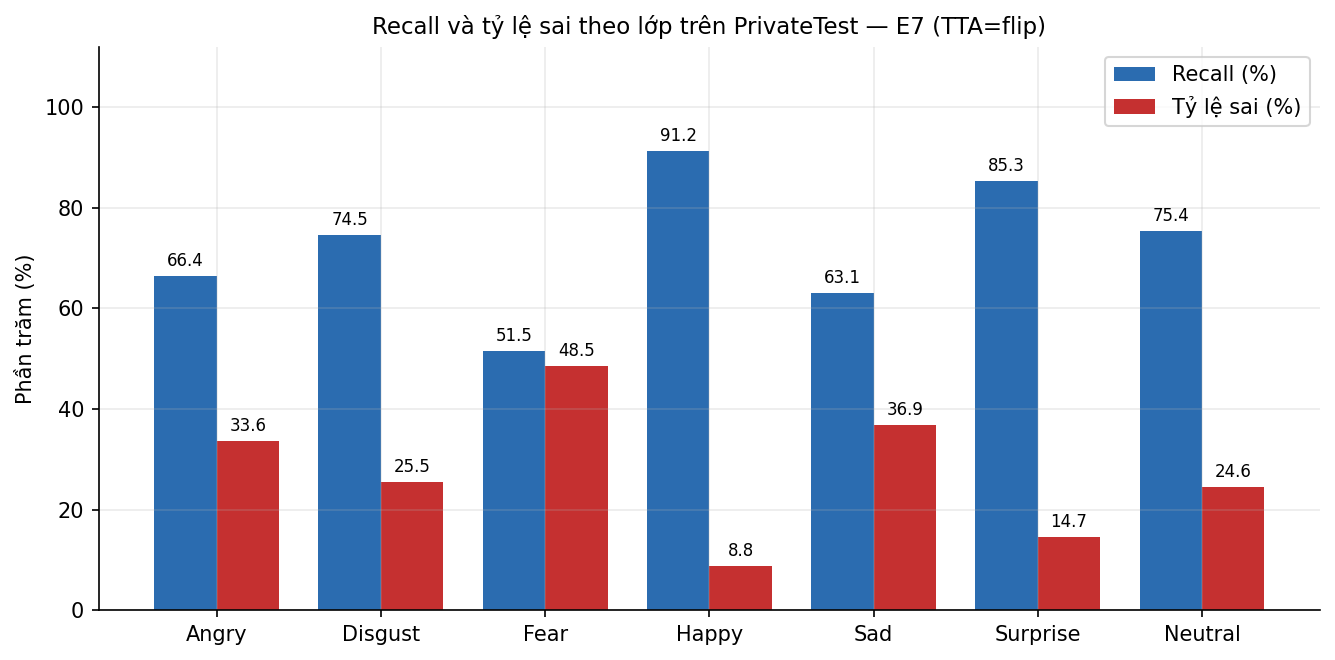 Recall và tỷ lệ sai theo lớp trên PrivateTest — E7 (TTA=flip)
Recall (%)
Tỷ lệ sai (%)
Phần trăm (%)
100
80
60
40
20
0
66.4
33.6
74.5
25.5
51.5
48.5
91.2
8.8
63.1
36.9
85.3
14.7
75.4
24.6
Angry
Disgust
Fear
Happy
Sad
Surprise
Neutral